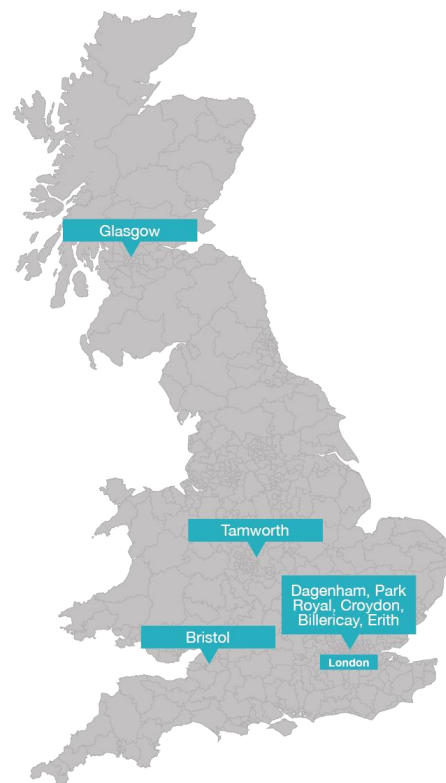 Glasgow
Tamworth
Dagenham, Park
Royal, Croydon,
Billericay, Erith
Bristol
London